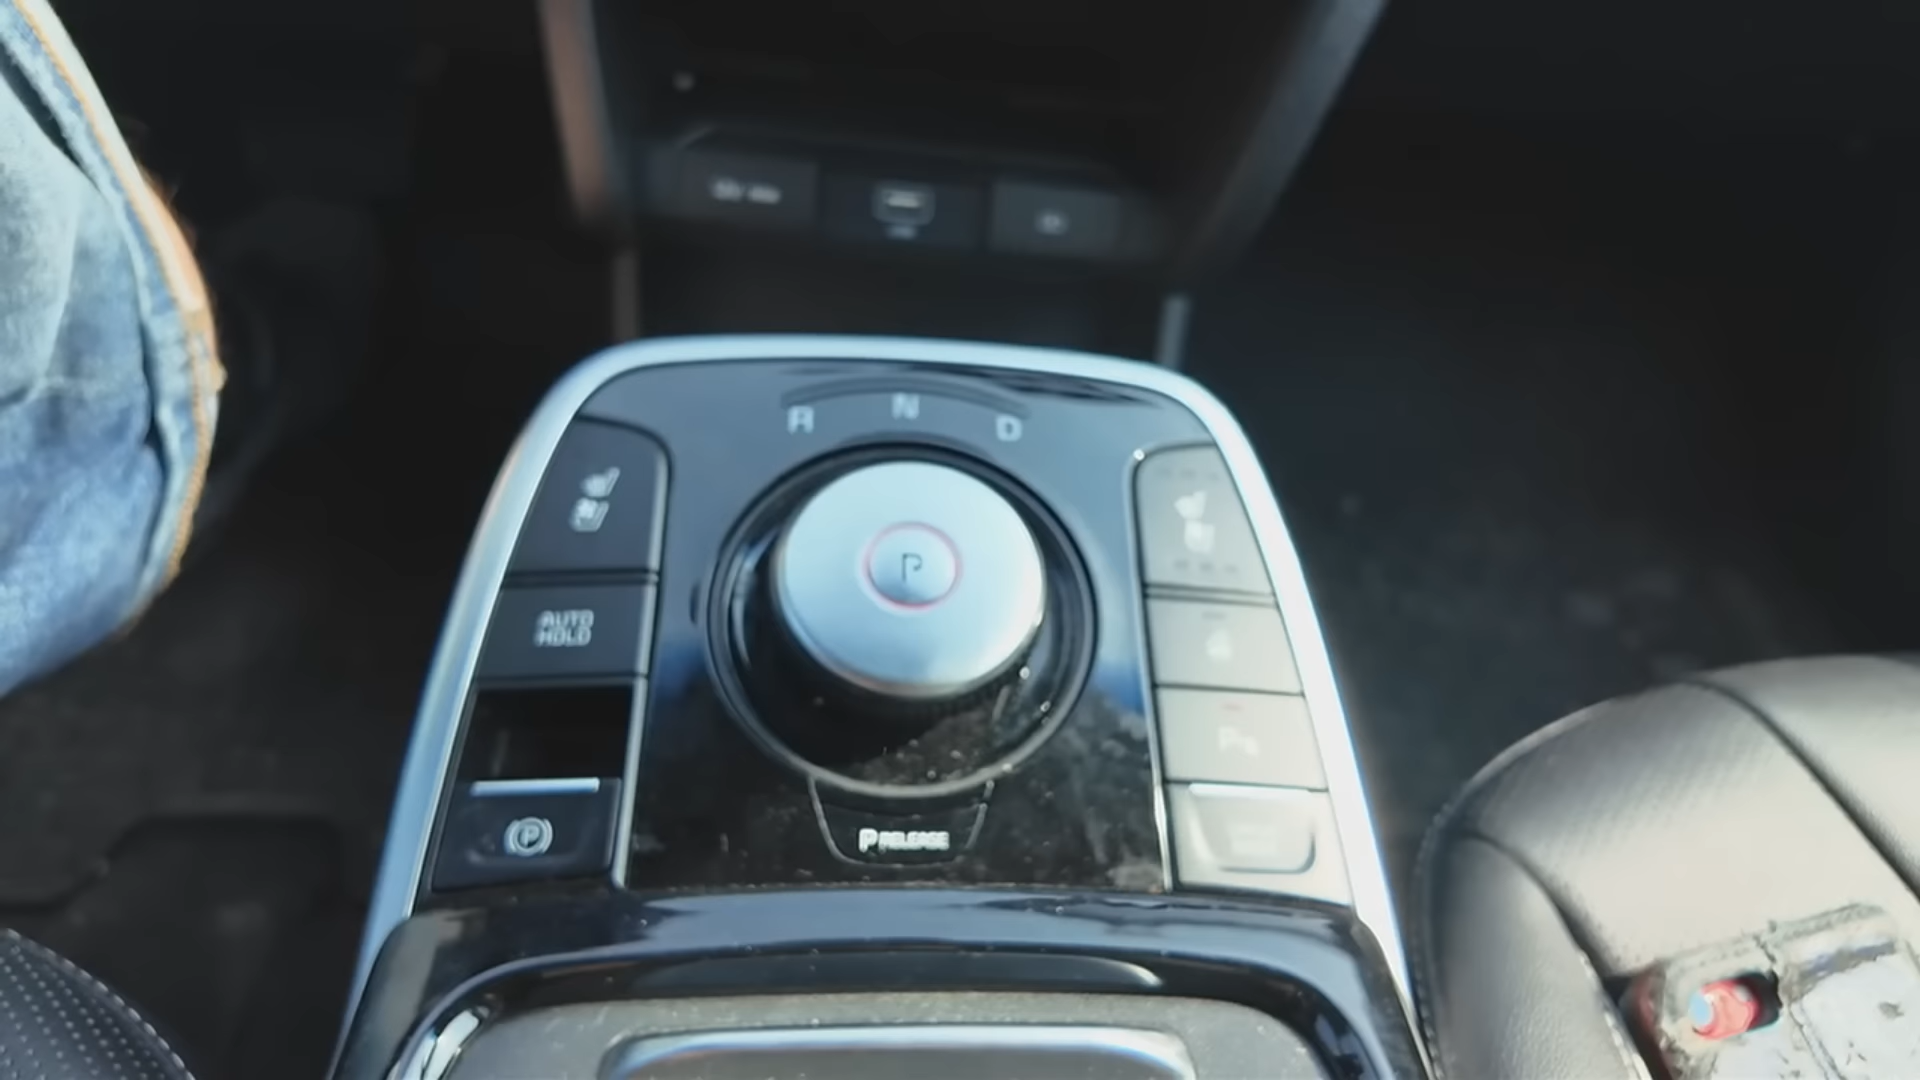 R N D
P
AUTO
HOLD
P
P RELEASE